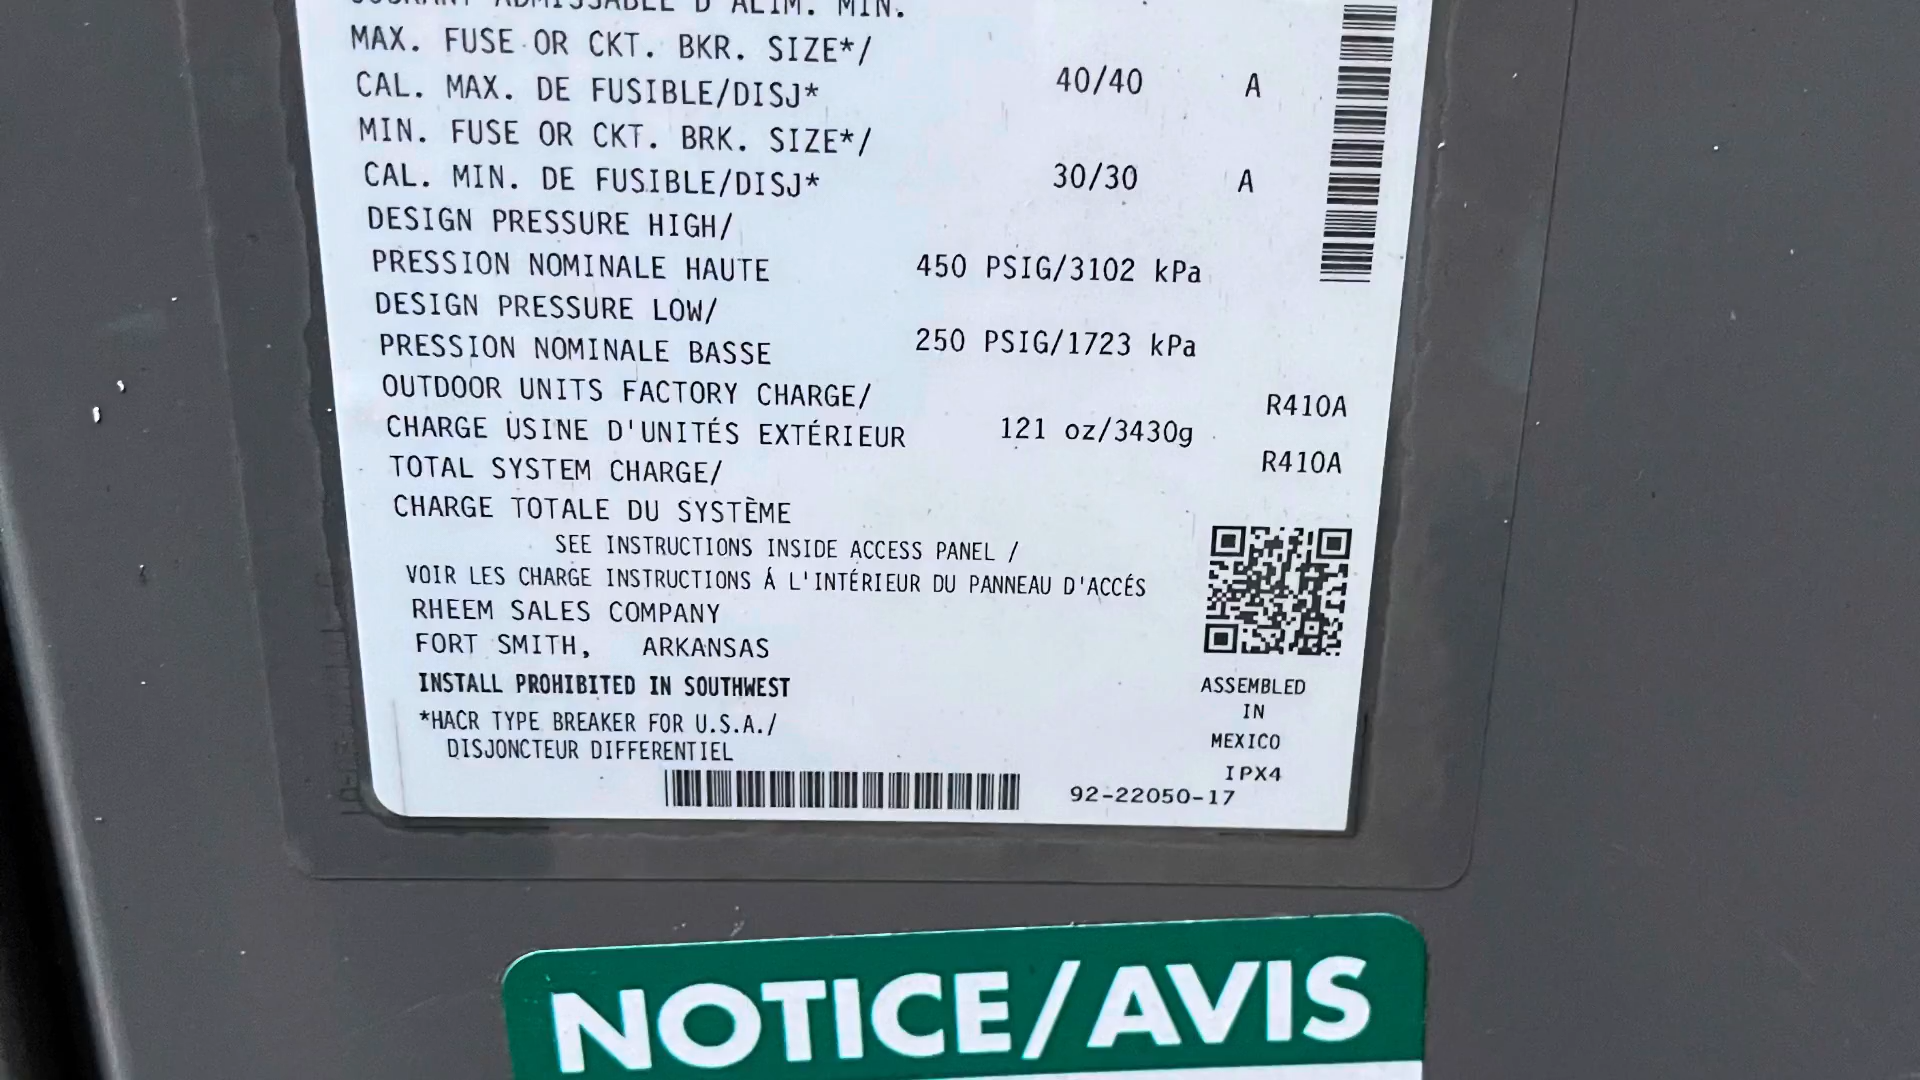 COURANT ADMISSABLE D'ALIM. MIN.
MAX. FUSE OR CKT. BKR. SIZE*/
CAL. MAX. DE FUSIBLE/DISJ* 40/40 A
MIN. FUSE OR CKT. BRK. SIZE*/
CAL. MIN. DE FUSIBLE/DISJ* 30/30 A
DESIGN PRESSURE HIGH/
PRESSION NOMINALE HAUTE 450 PSIG/3102 kPa
DESIGN PRESSURE LOW/
PRESSION NOMINALE BASSE 250 PSIG/1723 kPa
OUTDOOR UNITS FACTORY CHARGE/ R410A
CHARGE USINE D'UNITÉS EXTÉRIEUR 121 oz/3430g
TOTAL SYSTEM CHARGE/ R410A
CHARGE TOTALE DU SYSTÈME
SEE INSTRUCTIONS INSIDE ACCESS PANEL /
VOIR LES CHARGE INSTRUCTIONS Á L'INTÉRIEUR DU PANNEAU D'ACCÉS
RHEEM SALES COMPANY
FORT SMITH, ARKANSAS
INSTALL PROHIBITED IN SOUTHWEST
*HACR TYPE BREAKER FOR U.S.A./
DISJONCTEUR DIFFERENTIEL
ASSEMBLED
IN
MEXICO
IPX4
92-22050-17
NOTICE/AVIS